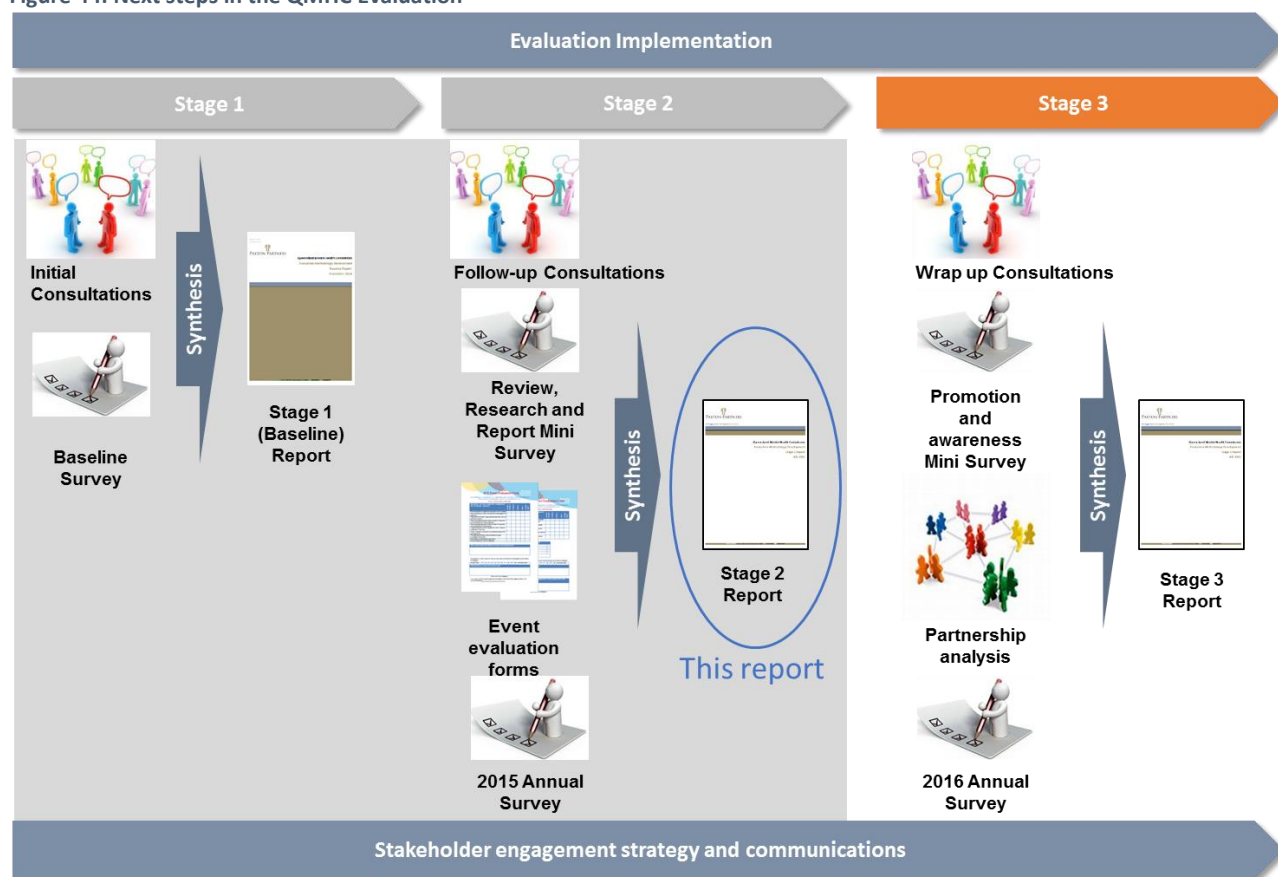 Evaluation Implementation
Stage 1
Stage 2
Stage 3
Initial
Consultations
Baseline
Survey
Synthesis
Stage 1
(Baseline)
Report
Follow-up Consultations
Review,
Research and
Report Mini
Survey
Event
evaluation
forms
2015 Annual
Survey
Synthesis
Stage 2
Report
This report
Wrap up Consultations
Promotion
and
awareness
Mini Survey
Partnership
analysis
2016 Annual
Survey
Synthesis
Stage 3
Report
Stakeholder engagement strategy and communications